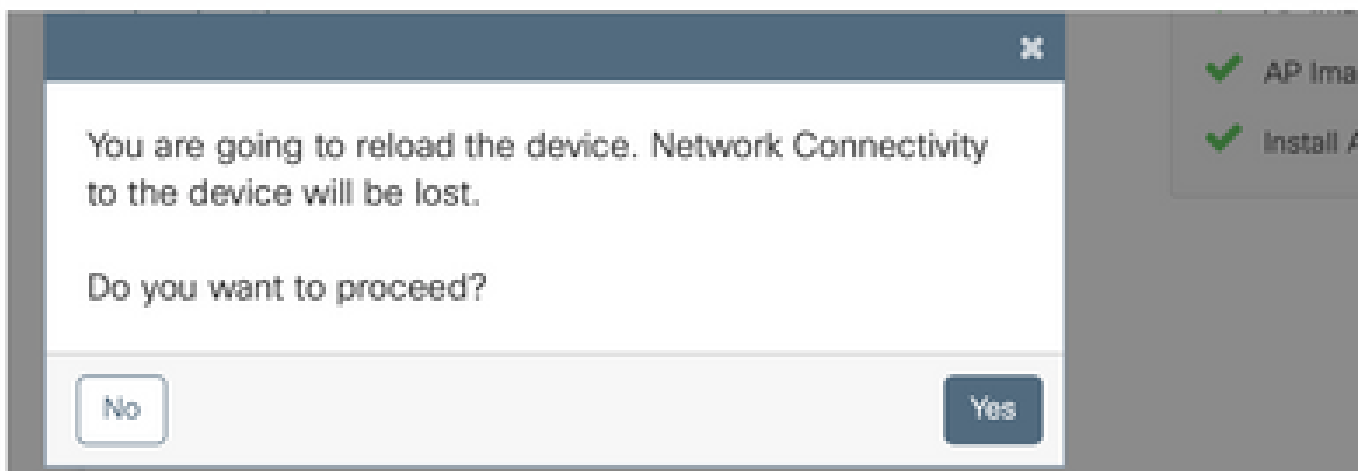 You are going to reload the device. Network Connectivity
to the device will be lost.
Do you want to proceed?
No
Yes
AP Ima
Install A